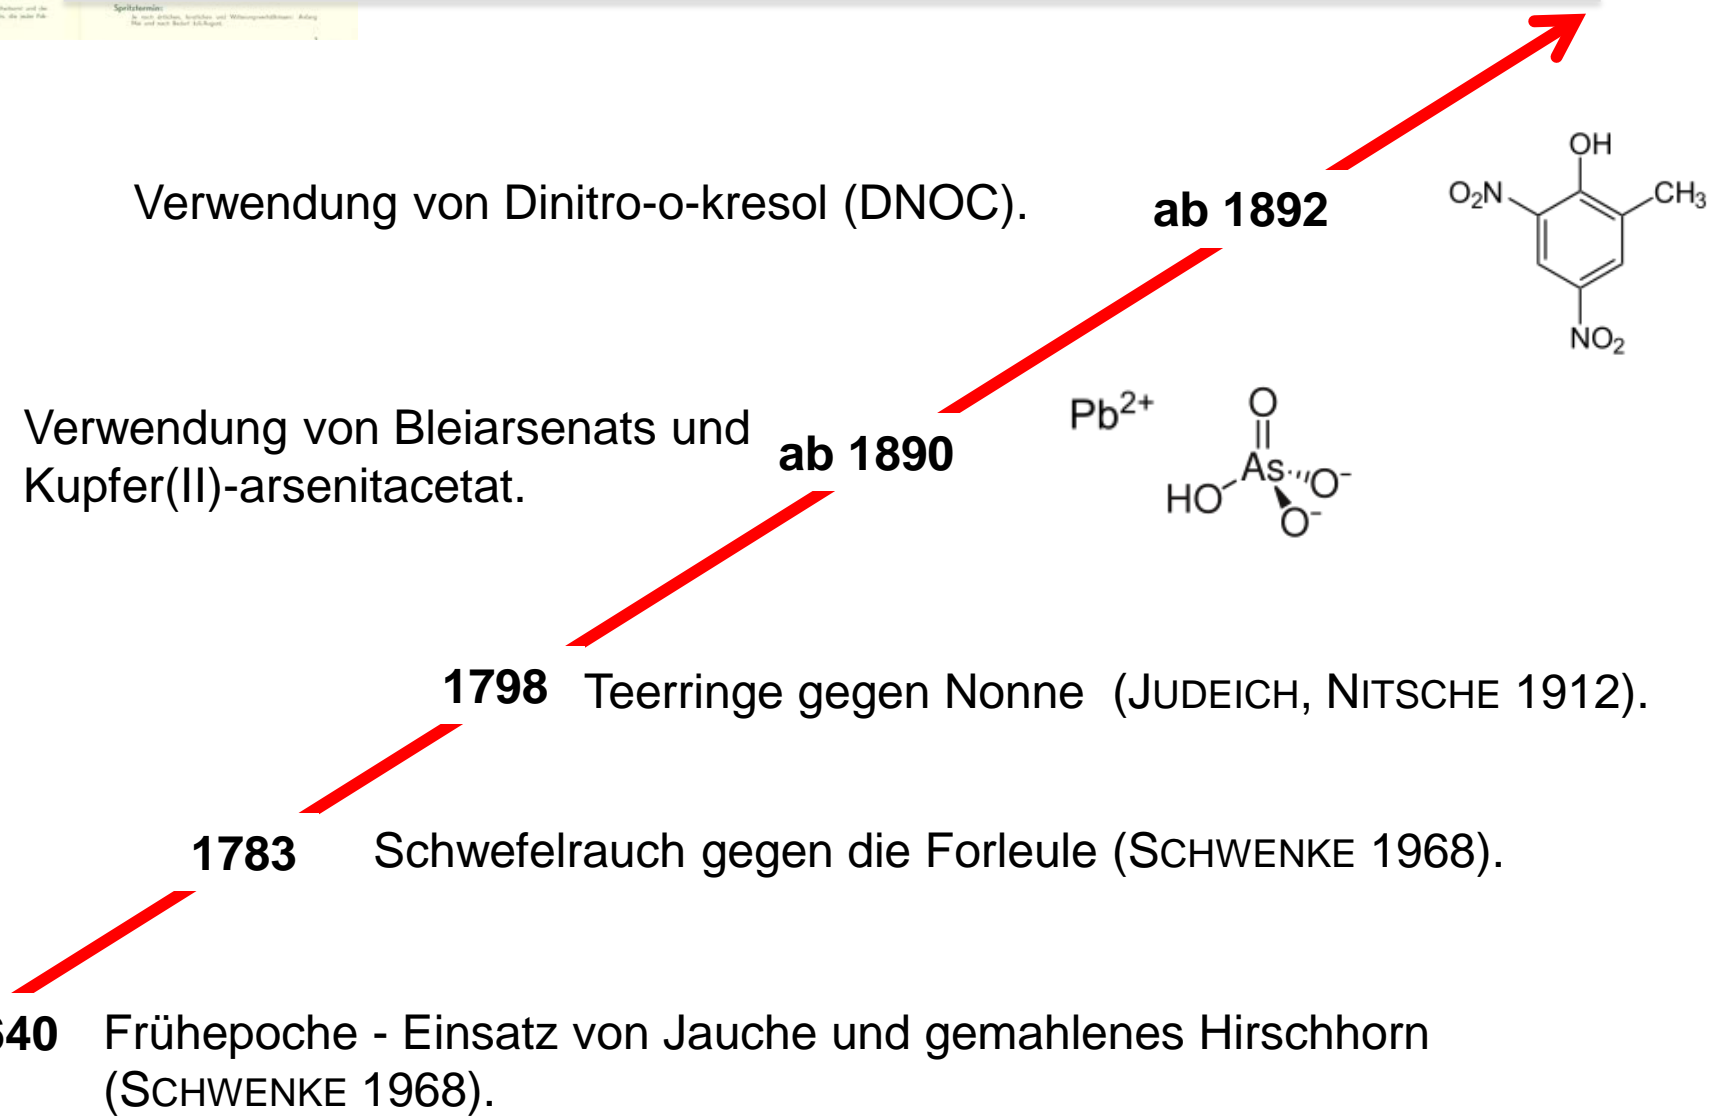 Spritztermin:
Verwendung von Dinitro-o-kresol (DNOC).
ab 1892
OH
O₂N
CH₃
NO₂
Verwendung von Bleiarsenats und
Kupfer(II)-arsenitacetat.
ab 1890
Pb²⁺
O
As
O⁻
HO
O⁻
1798 Teerringe gegen Nonne (JUDEICH, NITSCHE 1912).
1783 Schwefelrauch gegen die Forleule (SCHWENKE 1968).
40 Frühepoche - Einsatz von Jauche und gemahlenes Hirschhorn
(SCHWENKE 1968).